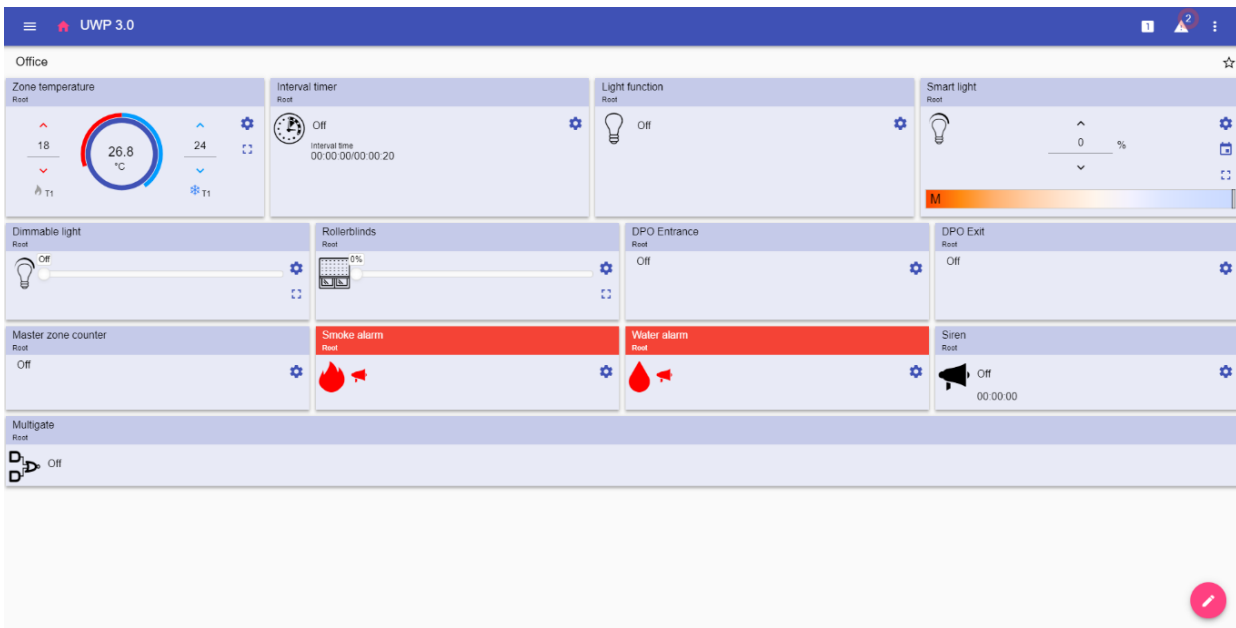 UWP 3.0
1
2
Office
Zone temperature
Root
18
26.8
°C
24
T1
T1
Interval timer
Root
Off
Interval time
00:00:00/00:00:20
Light function
Root
Off
Smart light
Root
0 %
M
Dimmable light
Root
Off
Rollerblinds
Root
0%
DPO Entrance
Root
Off
DPO Exit
Root
Off
Master zone counter
Root
Off
Smoke alarm
Root
Water alarm
Root
Siren
Root
Off
00:00:00
Multigate
Root
Off